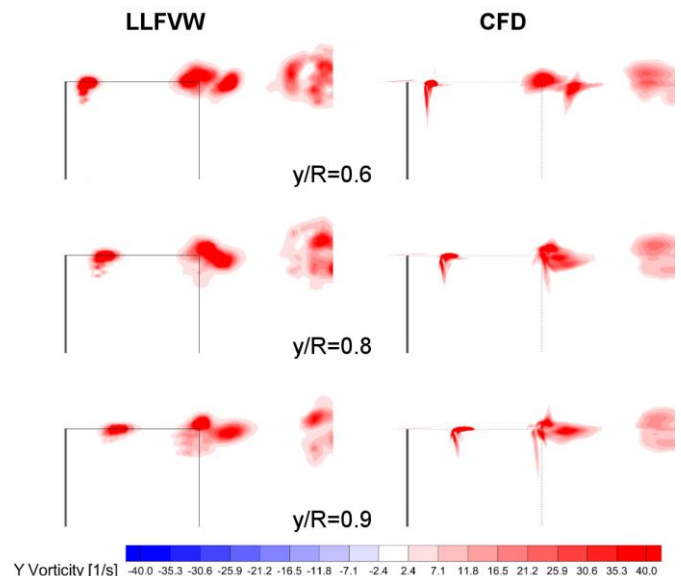 LLFVW CFD
y/R=0.6
y/R=0.8
y/R=0.9
Y Vorticity [1/s]
-40.0 -35.3 -30.6 -25.9 -21.2 -16.5 -11.8 -7.1 -2.4 2.4 7.1 11.8 16.5 21.2 25.9 30.6 35.3 40.0